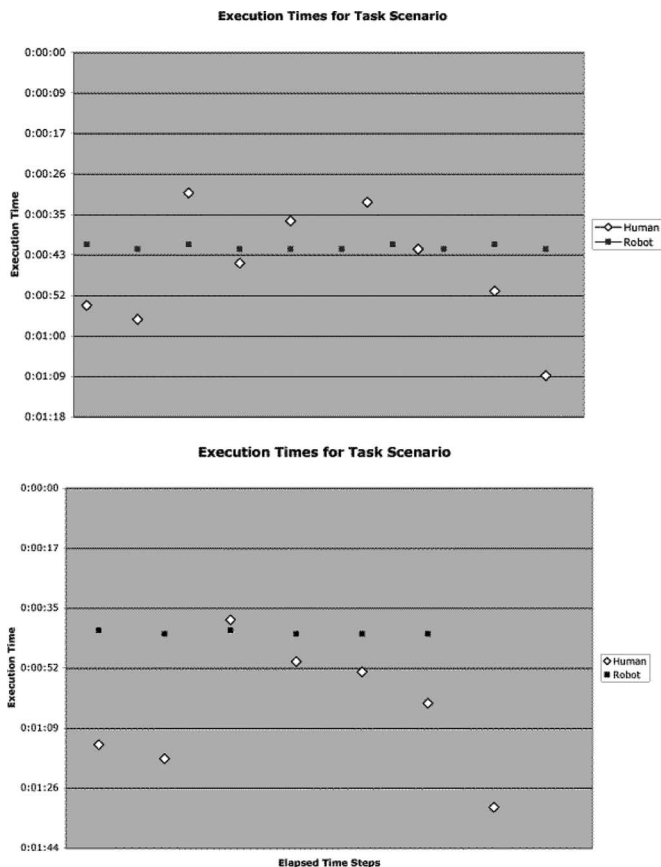 Execution Times for Task Scenario
0:00:00
0:00:09
0:00:17
0:00:26
0:00:35
0:00:43
0:00:52
0:01:00
0:01:09
0:01:18
Execution Time
Human
Robot
Execution Times for Task Scenario
0:00:00
0:00:17
0:00:35
0:00:52
0:01:09
0:01:26
0:01:44
Execution Time
Human
Robot
Elapsed Time Steps